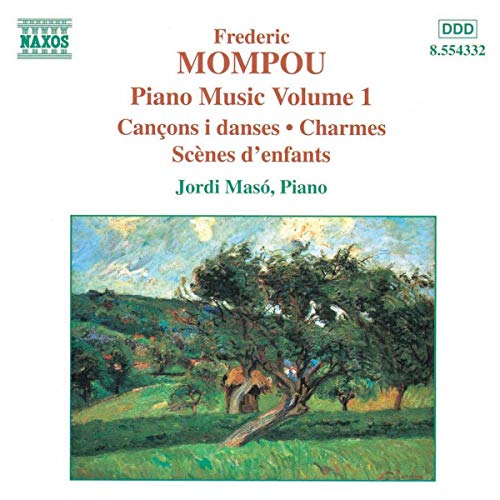 NAXOS
DDD
8.554332
Frederic
MOMPOU
Piano Music Volume 1
Cançons i danses • Charmes
Scènes d'enfants
Jordi Masó, Piano